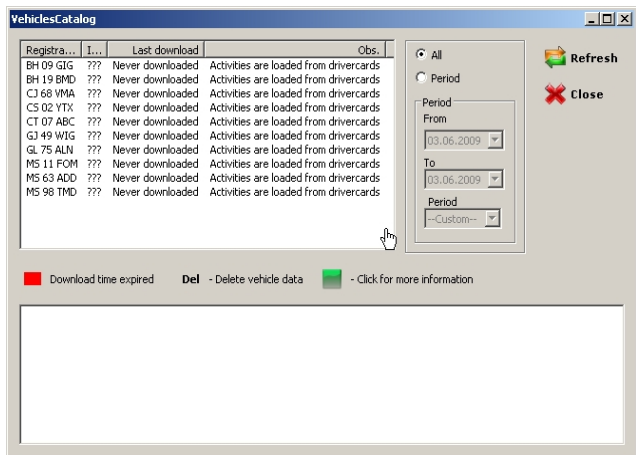 VehiclesCatalog
Registra... I... Last download Obs.
BH 09 GIG ??? Never downloaded Activities are loaded from drivercards
BH 19 BMD ??? Never downloaded Activities are loaded from drivercards
CJ 68 VMA ??? Never downloaded Activities are loaded from drivercards
CS 02 YTX ??? Never downloaded Activities are loaded from drivercards
CT 07 ABC ??? Never downloaded Activities are loaded from drivercards
GJ 49 WIG ??? Never downloaded Activities are loaded from drivercards
GL 75 ALN ??? Never downloaded Activities are loaded from drivercards
MS 11 FOM ??? Never downloaded Activities are loaded from drivercards
MS 63 ADD ??? Never downloaded Activities are loaded from drivercards
MS 98 TMD ??? Never downloaded Activities are loaded from drivercards
All
Period
Period
From
03.06.2009
To
03.06.2009
Period
--Custom--
Refresh
Close
Download time expired Del - Delete vehicle data - Click for more information